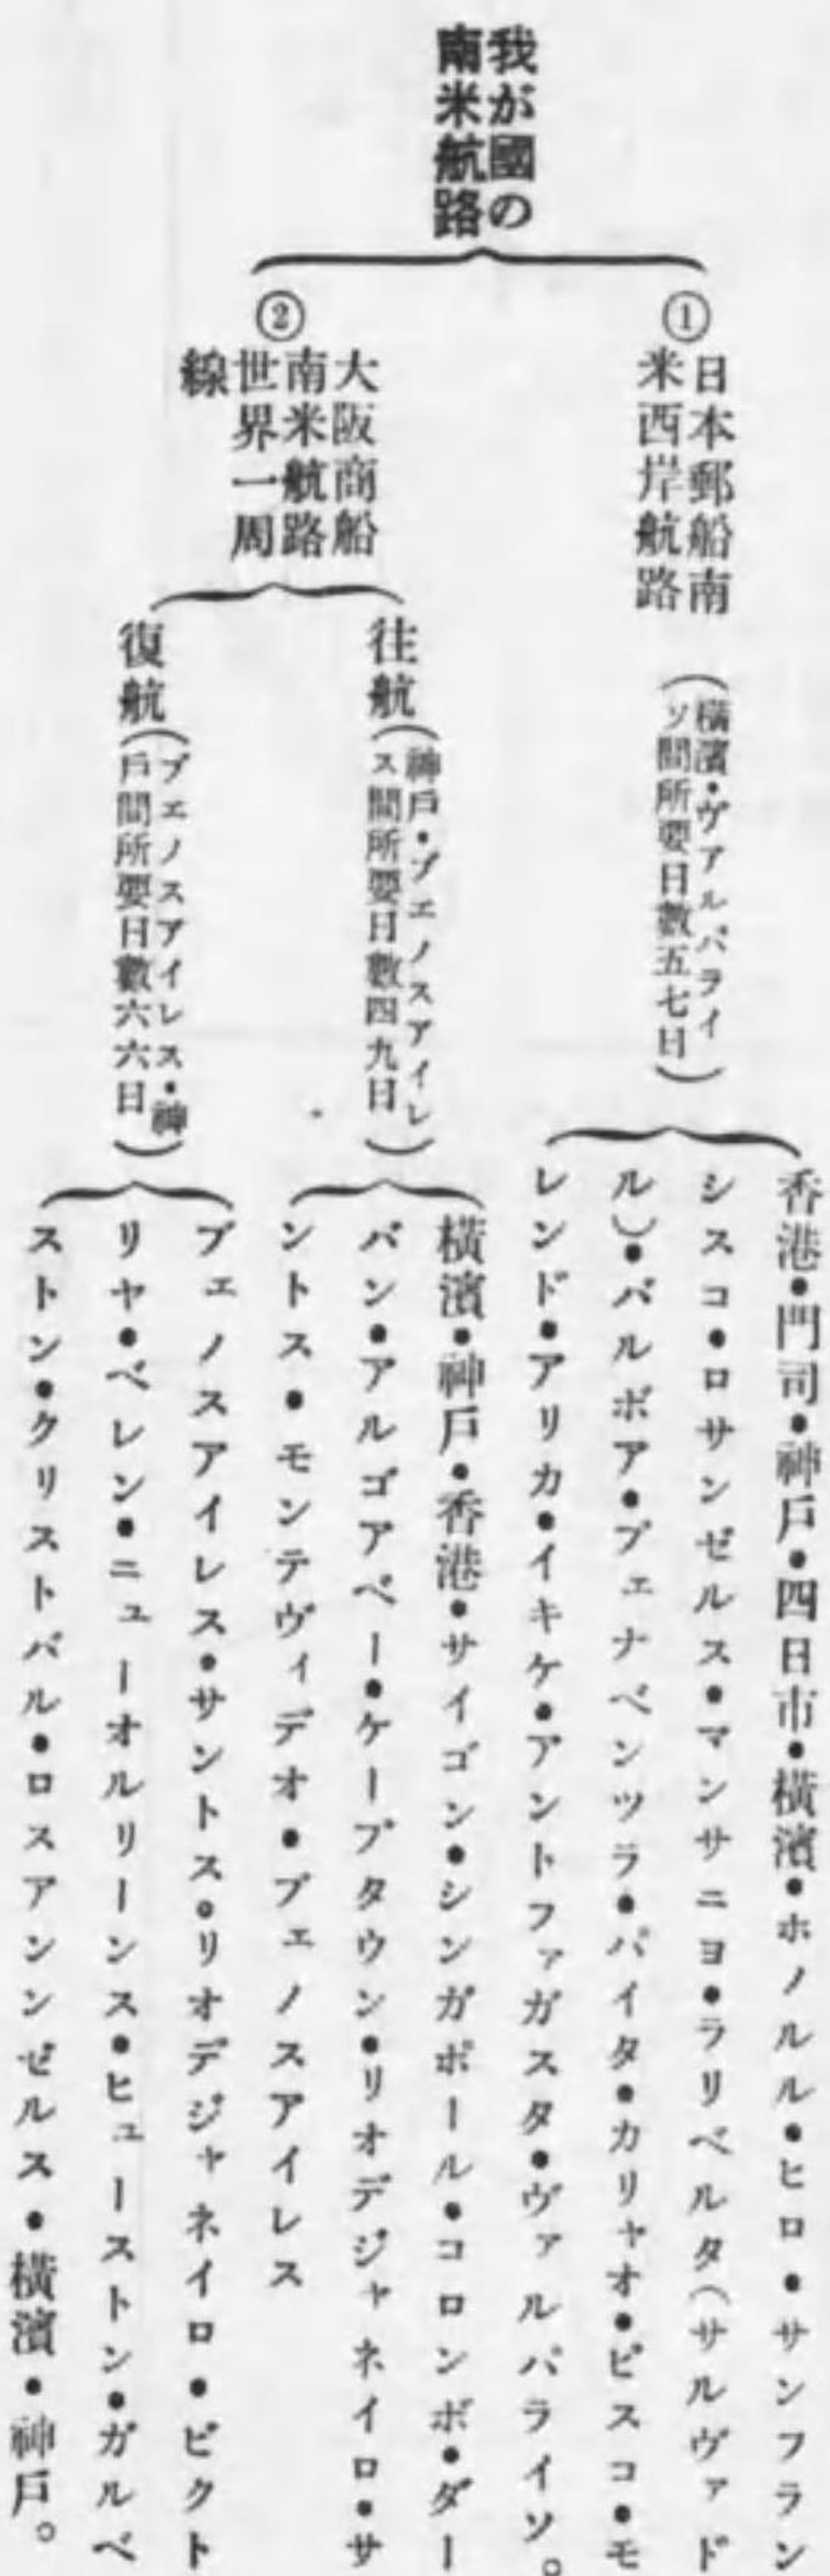 我が國の
南米航路
①
日本郵船南
米西岸航路
(横濱・ヴアルパライ
ソ間所要日數五七日)
香港・門司・神戸・四日市・横濱・ホノルル・ヒロ・サンフラン
シスコ・ロサンゼルス・マンサニヨ・ラリベルタ(サルヴァド
ル)・バルボア・ブエナベンツラ・パイタ・カリャオ・ピスコ・モ
レンド・アリカ・イキケ・アントファガスタ・ヴァルパライソ。
②
大阪商船
南米航路
世界一周
線
往航
(神戸・ブエノスアイレ
ス間所要日數四九日)
横濱・神戸・香港・サイゴン・シンガポール・コロンボ・ダー
バン・アルゴアベー・ケープタウン・リオデジャネイロ・サ
ントス・モンテヴィデオ・ブエノスアイレス
復航
(ブエノスアイレス・神
戸間所要日數六六日)
ブェノスアイレス・サントス。リオデジャネイロ・ビクト
リヤ・ベレン・ニューオルリーンス・ヒューストン・ガルベ
ストン・クリストバル・ロスアンンゼルス・横濱・神戸。